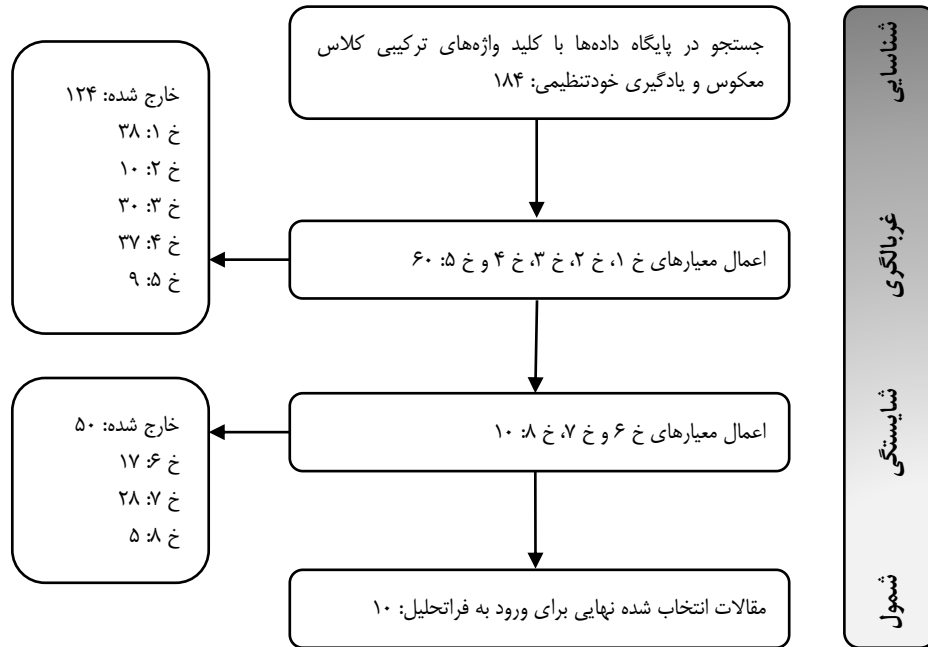 جستجو در پایگاه داده‌ها با کلید واژه‌های ترکیبی کلاس
معکوس و یادگیری خودتنظیمی: ۱۸۴
شناسایی
خارج شده: ۱۲۴
خ ۱: ۳۸
خ ۲: ۱۰
خ ۳: ۳۰
خ ۴: ۳۷
خ ۵: ۹
اعمال معیارهای خ ۱، خ ۲، خ ۳، خ ۴ و خ ۵: ۶۰
غربالگری
خارج شده: ۵۰
خ ۶: ۱۷
خ ۷: ۲۸
خ ۸: ۵
اعمال معیارهای خ ۶ و خ ۷، خ ۸: ۱۰
شایستگی
مقالات انتخاب شده نهایی برای ورود به فراتحلیل: ۱۰
شمول